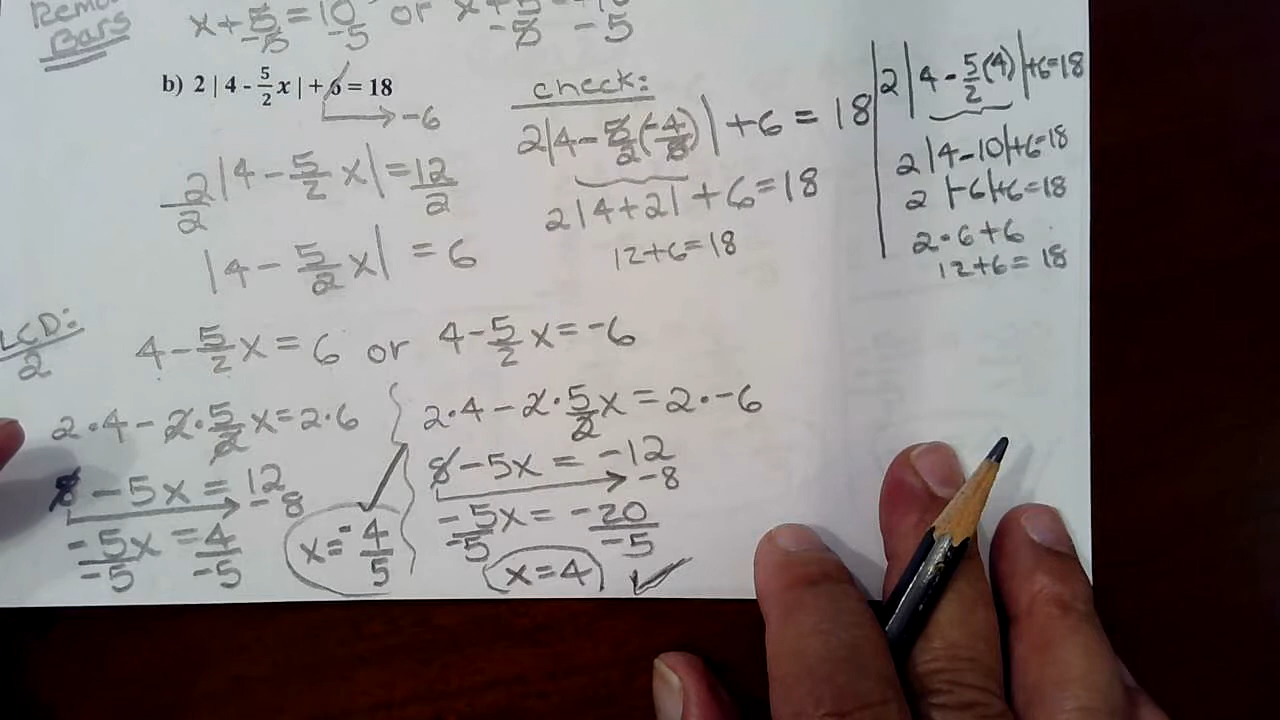 Bars
x + 5 = 10 or x + 5
-5 -5 -5 -5
b) 2 | 4 - 5/2 x | + 6 = 18
-6
2|4 - 5/2 x| = 12
2 2
|4 - 5/2 x| = 6
LCD:
2
4 - 5/2 x = 6 or 4 - 5/2 x = -6
2·4 - 2·5/2 x = 2·6
8 - 5x = 12
-8
-5x = 4
-5 -5
x = -4/5
2·4 - 2·5/2 x = 2·-6
8 - 5x = -12
-8
-5x = -20
-5 -5
x = 4
check:
2|4 - 5/2(-4/5)| + 6 = 18
2|4+2| + 6 = 18
12+6=18
2|4 - 5/2(4)|+6=18
2|4-10|+6=18
2|-6|+6=18
2·6+6
12+6=18